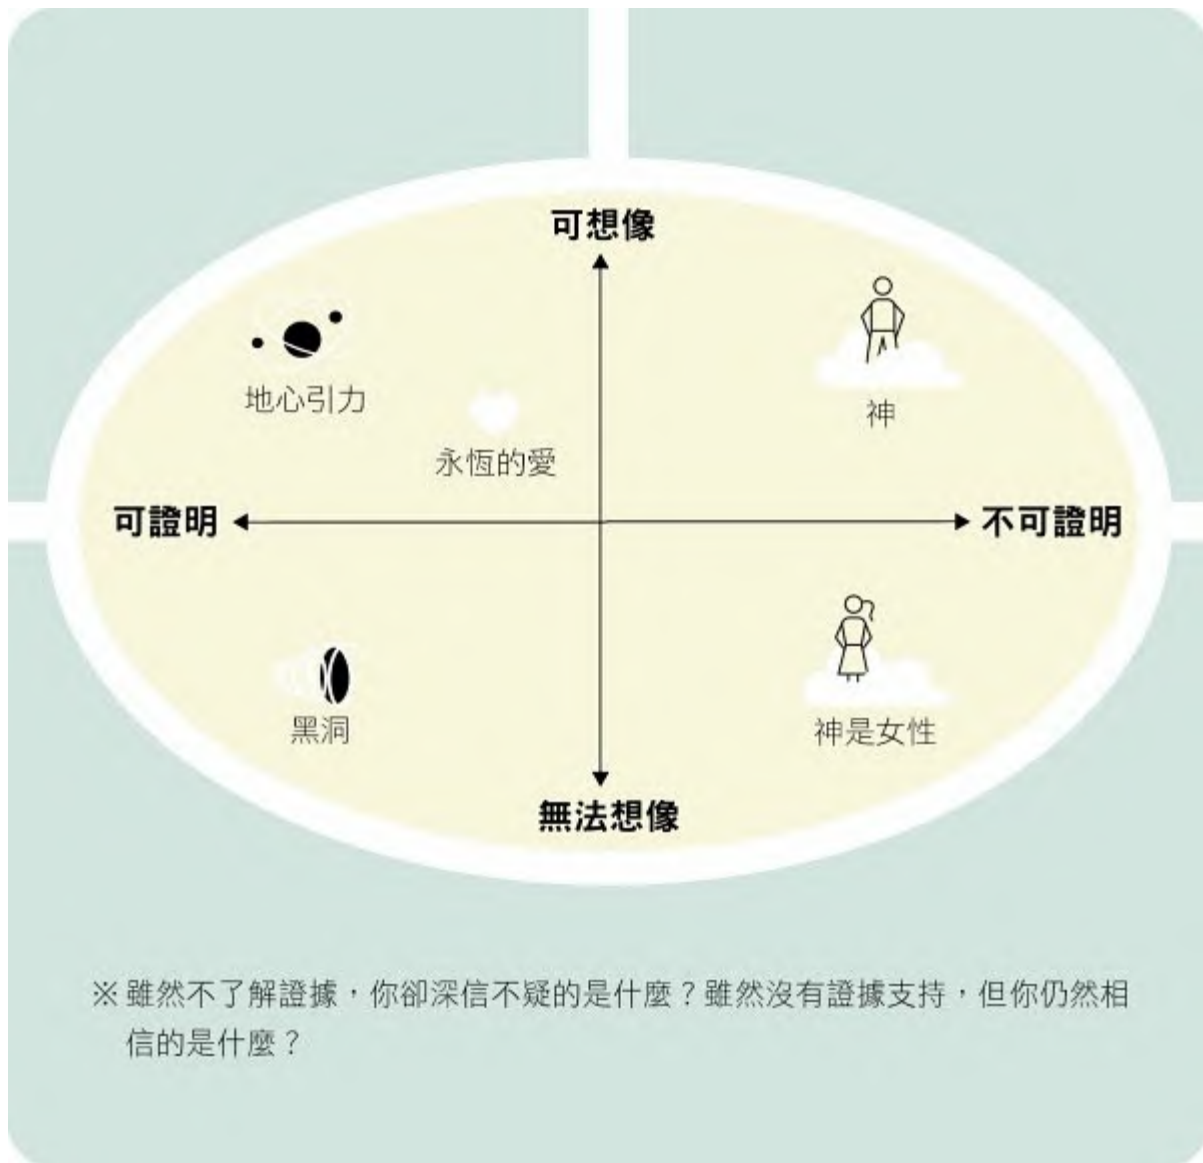 可想像
地心引力
神
永恆的愛
可證明
不可證明
黑洞
神是女性
無法想像
※ 雖然不了解證據，你卻深信不疑的是什麼？雖然沒有證據支持，但你仍然相
信的是什麼？